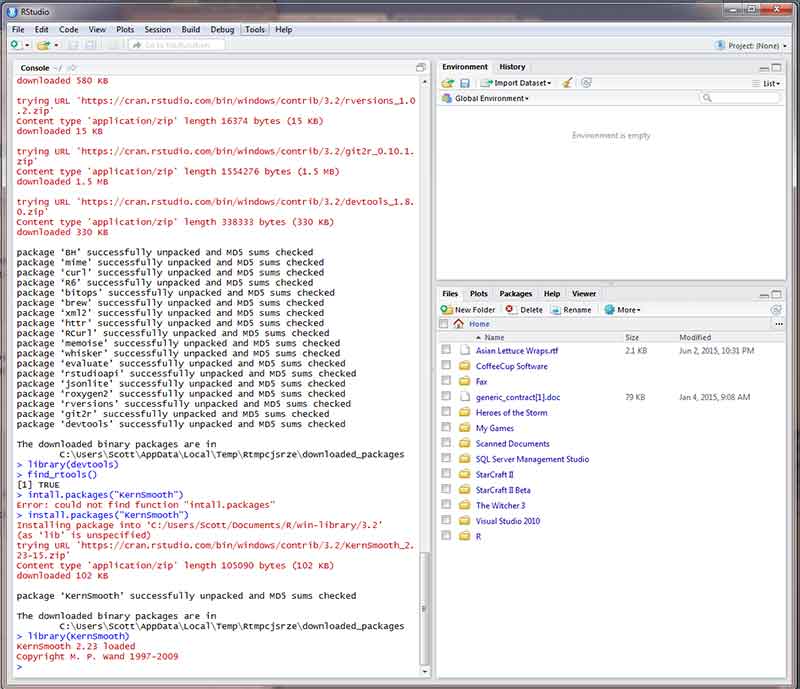 RStudio
File Edit Code View Plots Session Build Debug Tools Help
Go to file/function
Project: (None)
Console ~/
downloaded 580 KB
trying URL 'https://cran.rstudio.com/bin/windows/contrib/3.2/rversions_1.0
.2.zip'
Content type 'application/zip' length 16374 bytes (15 KB)
downloaded 15 KB
trying URL 'https://cran.rstudio.com/bin/windows/contrib/3.2/git2r_0.10.1.
zip'
Content type 'application/zip' length 1554276 bytes (1.5 MB)
downloaded 1.5 MB
trying URL 'https://cran.rstudio.com/bin/windows/contrib/3.2/devtools_1.8.
0.zip'
Content type 'application/zip' length 338333 bytes (330 KB)
downloaded 330 KB
package 'BH' successfully unpacked and MD5 sums checked
package 'mime' successfully unpacked and MD5 sums checked
package 'curl' successfully unpacked and MD5 sums checked
package 'R6' successfully unpacked and MD5 sums checked
package 'bitops' successfully unpacked and MD5 sums checked
package 'brew' successfully unpacked and MD5 sums checked
package 'xml2' successfully unpacked and MD5 sums checked
package 'httr' successfully unpacked and MD5 sums checked
package 'RCurl' successfully unpacked and MD5 sums checked
package 'memoise' successfully unpacked and MD5 sums checked
package 'whisker' successfully unpacked and MD5 sums checked
package 'evaluate' successfully unpacked and MD5 sums checked
package 'rstudioapi' successfully unpacked and MD5 sums checked
package 'jsonlite' successfully unpacked and MD5 sums checked
package 'roxygen2' successfully unpacked and MD5 sums checked
package 'rversions' successfully unpacked and MD5 sums checked
package 'git2r' successfully unpacked and MD5 sums checked
package 'devtools' successfully unpacked and MD5 sums checked
The downloaded binary packages are in
C:\Users\Scott\AppData\Local\Temp\Rtmpcjsrze\downloaded_packages
> library(devtools)
> find_rtools()
[1] TRUE
> intall.packages("KernSmooth")
Error: could not find function "intall.packages"
> install.packages("KernSmooth")
Installing package into 'C:/Users/Scott/Documents/R/win-library/3.2'
(as 'lib' is unspecified)
trying URL 'https://cran.rstudio.com/bin/windows/contrib/3.2/KernSmooth_2.
23-15.zip'
Content type 'application/zip' length 105090 bytes (102 KB)
downloaded 102 KB
package 'KernSmooth' successfully unpacked and MD5 sums checked
The downloaded binary packages are in
C:\Users\Scott\AppData\Local\Temp\Rtmpcjsrze\downloaded_packages
> library(KernSmooth)
KernSmooth 2.23 loaded
Copyright M. P. Wand 1997-2009
>
Environment History
Import Dataset List
Global Environment
Environment is empty
Files Plots Packages Help Viewer
New Folder Delete Rename More
Home
Name Size Modified
Asian Lettuce Wraps.rtf 2.1 KB Jun 2, 2015, 10:31 PM
CoffeeCup Software
Fax
generic_contract[1].doc 79 KB Jan 4, 2015, 9:08 AM
Heroes of the Storm
My Games
Scanned Documents
SQL Server Management Studio
StarCraft II
StarCraft II Beta
The Witcher 3
Visual Studio 2010
R